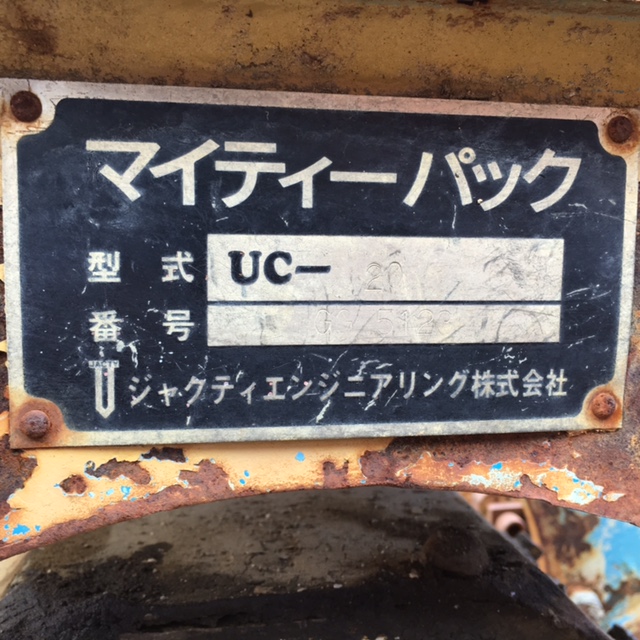 マイティーパック
型式 UC-20
番号
ジャクティエンジニアリング株式会社